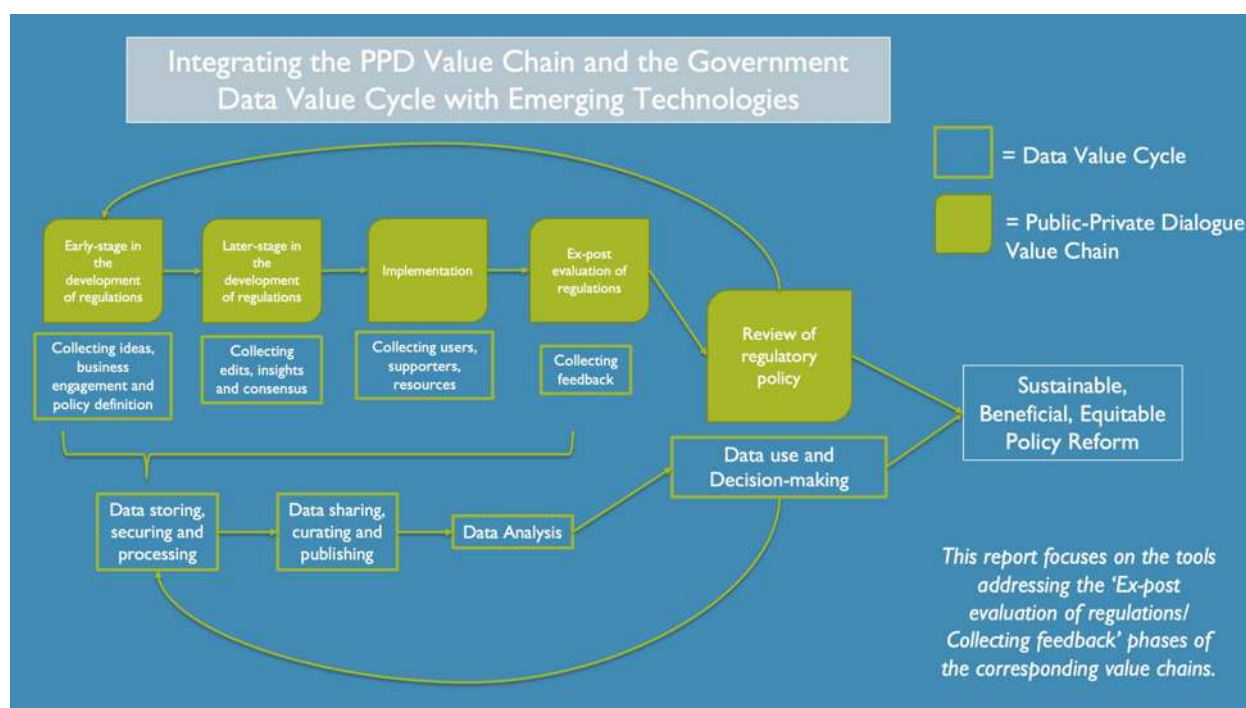 Integrating the PPD Value Chain and the Government
Data Value Cycle with Emerging Technologies
= Data Value Cycle
= Public-Private Dialogue
Value Chain
Early-stage in
the
development
of regulations
Later-stage in
the
development
of regulations
Implementation
Ex-post
evaluation of
regulations
Review of
regulatory
policy
Collecting ideas,
business
engagement and
policy definition
Collecting
edits, insights
and consensus
Collecting users,
supporters,
resources
Collecting
feedback
Sustainable,
Beneficial, Equitable
Policy Reform
Data storing,
securing and
processing
Data sharing,
curating and
publishing
Data Analysis
Data use and
Decision-making
This report focuses on the tools
addressing the ‘Ex-post
evaluation of regulations/
Collecting feedback’ phases of
the corresponding value chains.